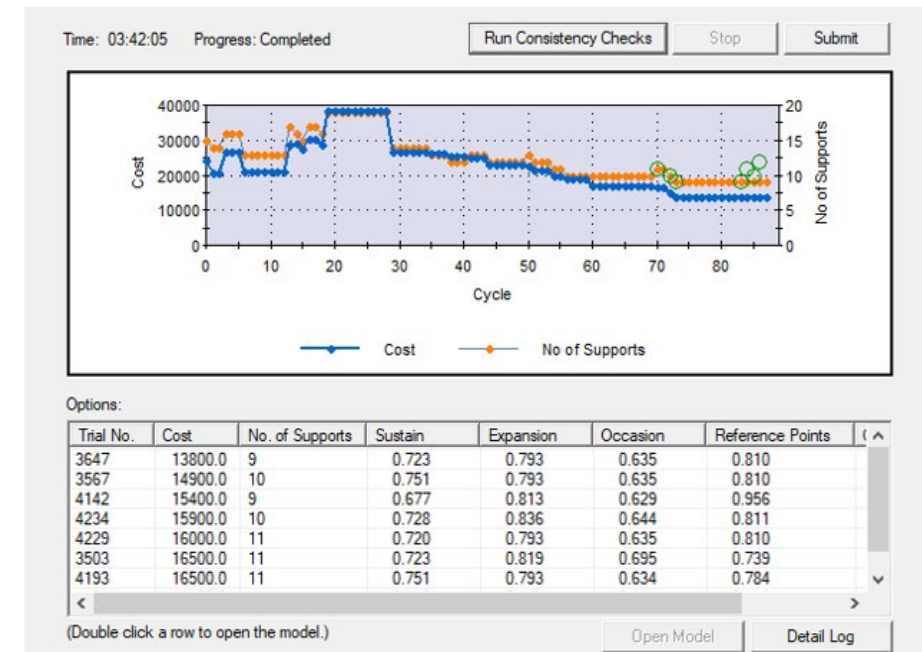 Time: 03:42:05 Progress: Completed Run Consistency Checks Stop Submit
40000 20
30000 15
20000 10
10000 5
0 0
Cost
No of Supports
0 10 20 30 40 50 60 70 80
Cycle
Cost No of Supports
Options:
Trial No. Cost No. of Supports Sustain Expansion Occasion Reference Points
3647 13800.0 9 0.723 0.793 0.635 0.810
3567 14900.0 10 0.751 0.793 0.635 0.810
4142 15400.0 9 0.677 0.813 0.629 0.956
4234 15900.0 10 0.728 0.836 0.644 0.811
4229 16000.0 11 0.720 0.793 0.635 0.810
3503 16500.0 11 0.723 0.819 0.695 0.739
4193 16500.0 11 0.751 0.793 0.634 0.784
(Double click a row to open the model.) Open Model Detail Log